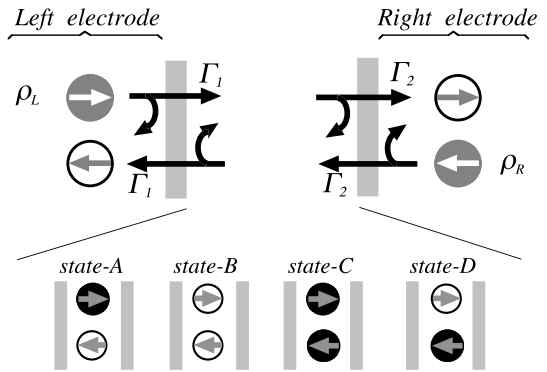 Left electrode Right electrode
ρL Γ1 Γ2
Γ1 Γ2 ρR
state-A state-B state-C state-D